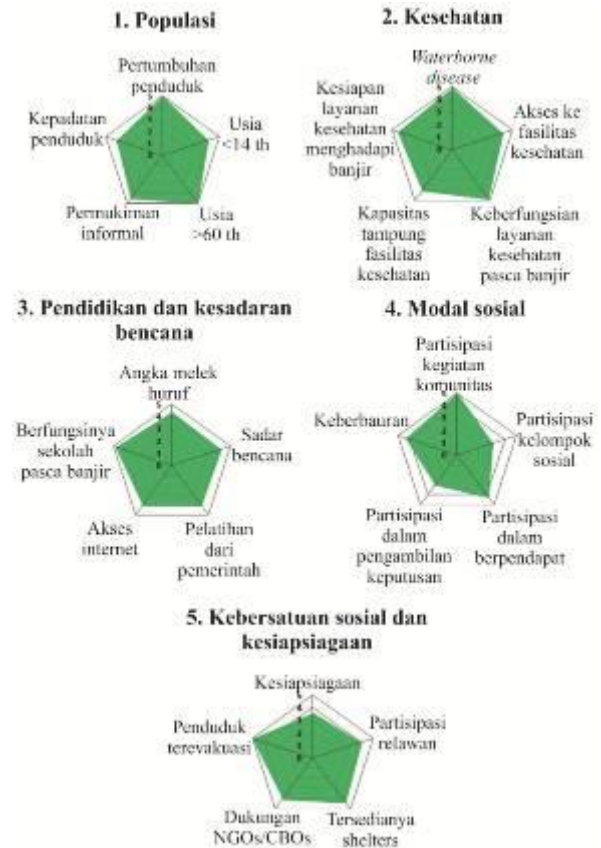 1. Populasi
Pertumbuhan
penduduk
Kepadatan
penduduk
Usia
<14 th
Permukiman
informal
Usia
>60 th
2. Kesehatan
Waterborne
disease
Kesiapan
layanan
kesehatan
menghadapi
banjir
Akses ke
fasilitas
kesehatan
Kapasitas
tampung
fasilitas
kesehatan
Keberfungsian
layanan
kesehatan
pasca banjir
3. Pendidikan dan kesadaran
bencana
Angka melek
huruf
Berfungsinya
sekolah
pasca banjir
Sadar
bencana
Akses
internet
Pelatihan
dari
pemerintah
4. Modal sosial
Partisipasi
kegiatan
komunitas
Keberbauran
Partisipasi
kelompok
sosial
Partisipasi
dalam
pengambilan
keputusan
Partisipasi
dalam
berpendapat
5. Kebersatuan sosial dan
kesiapsiagaan
Kesiapsiagaan
Penduduk
terevakuasi
Partisipasi
relawan
Dukungan
NGOs/CBOs
Tersedianya
shelters